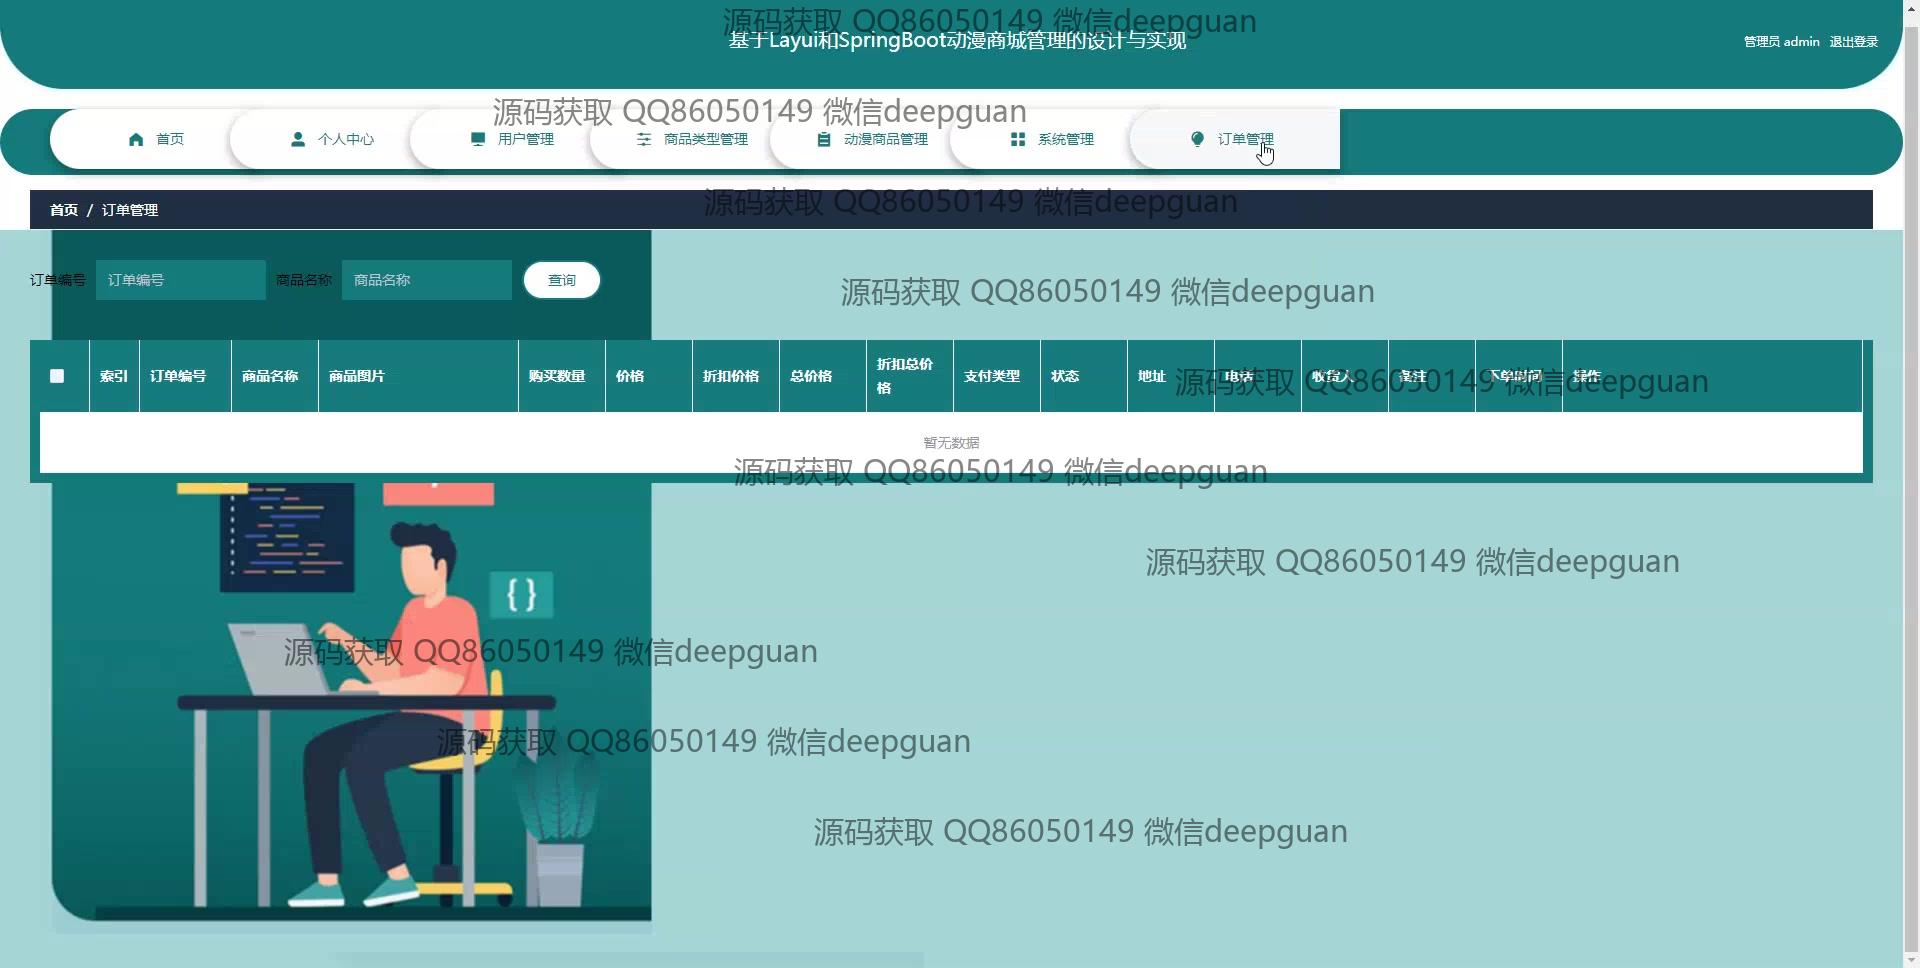 源码获取 QQ86050149 微信deepguan
基于Layui和SpringBoot动漫商城管理的设计与实现
管理员 admin 退出登录
源码获取 QQ86050149 微信deepguan
首页 个人中心 用户管理 商品类型管理 动漫商品管理 系统管理 订单管理
源码获取 QQ86050149 微信deepguan
首页 / 订单管理
订单编号 订单编号 商品名称 商品名称 查询
源码获取 QQ86050149 微信deepguan
索引 订单编号 商品名称 商品图片 购买数量 价格 折扣价格 总价格 折扣总价格 支付类型 状态 地址 电话 收货人 备注 下单时间 操作
源码获取 QQ86050149 微信deepguan
暂无数据
源码获取 QQ86050149 微信deepguan
源码获取 QQ86050149 微信deepguan
{ }
源码获取 QQ86050149 微信deepguan
源码获取 QQ86050149 微信deepguan
源码获取 QQ86050149 微信deepguan